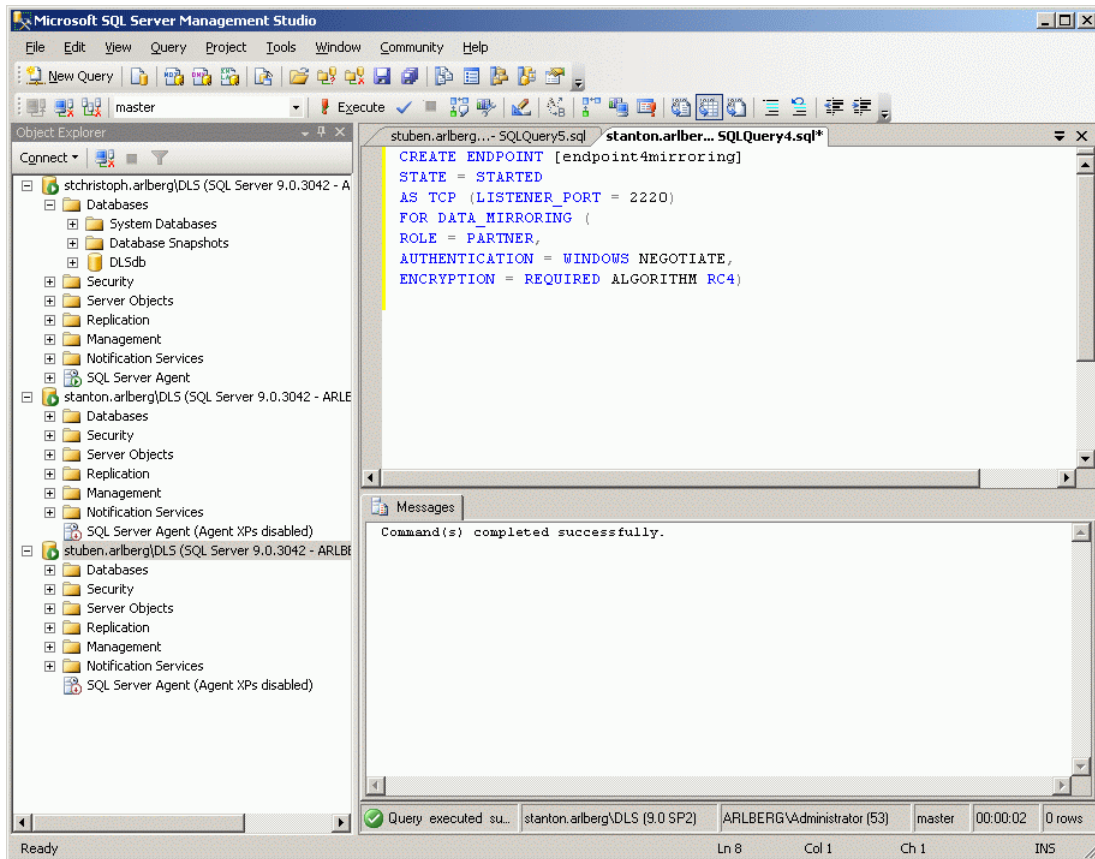 Microsoft SQL Server Management Studio
File Edit View Query Project Tools Window Community Help
New Query
master
Execute
Object Explorer
stuben.arlberg...- SQLQuery5.sql
stanton.arlber... SQLQuery4.sql*
Connect
stchristoph.arlberg\DLS (SQL Server 9.0.3042 - A
Databases
System Databases
Database Snapshots
DLSdb
Security
Server Objects
Replication
Management
Notification Services
SQL Server Agent
stanton.arlberg\DLS (SQL Server 9.0.3042 - ARLE
Databases
Security
Server Objects
Replication
Management
Notification Services
SQL Server Agent (Agent XPs disabled)
stuben.arlberg\DLS (SQL Server 9.0.3042 - ARLBE
Databases
Security
Server Objects
Replication
Management
Notification Services
SQL Server Agent (Agent XPs disabled)
CREATE ENDPOINT [endpoint4mirroring]
STATE = STARTED
AS TCP (LISTENER_PORT = 2220)
FOR DATA_MIRRORING (
ROLE = PARTNER,
AUTHENTICATION = WINDOWS NEGOTIATE,
ENCRYPTION = REQUIRED ALGORITHM RC4)
Messages
Command(s) completed successfully.
Query executed su... stanton.arlberg\DLS (9.0 SP2) ARLBERG\Administrator (53) master 00:00:02 0 rows
Ready Ln 8 Col 1 Ch 1 INS